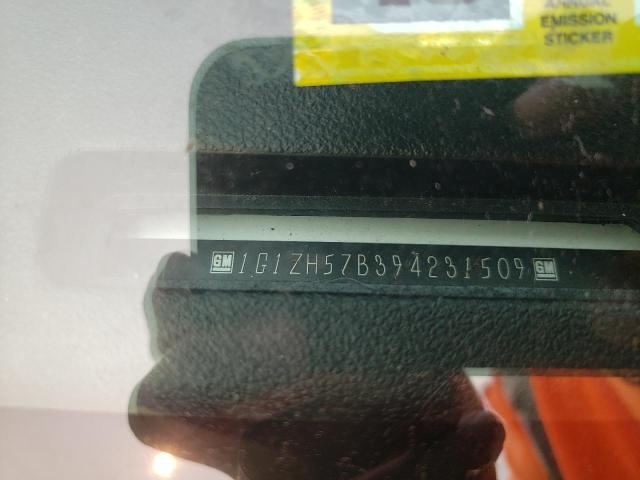 ANNUAL
EMISSION
STICKER
GM 1G1ZH57B394231509 GM